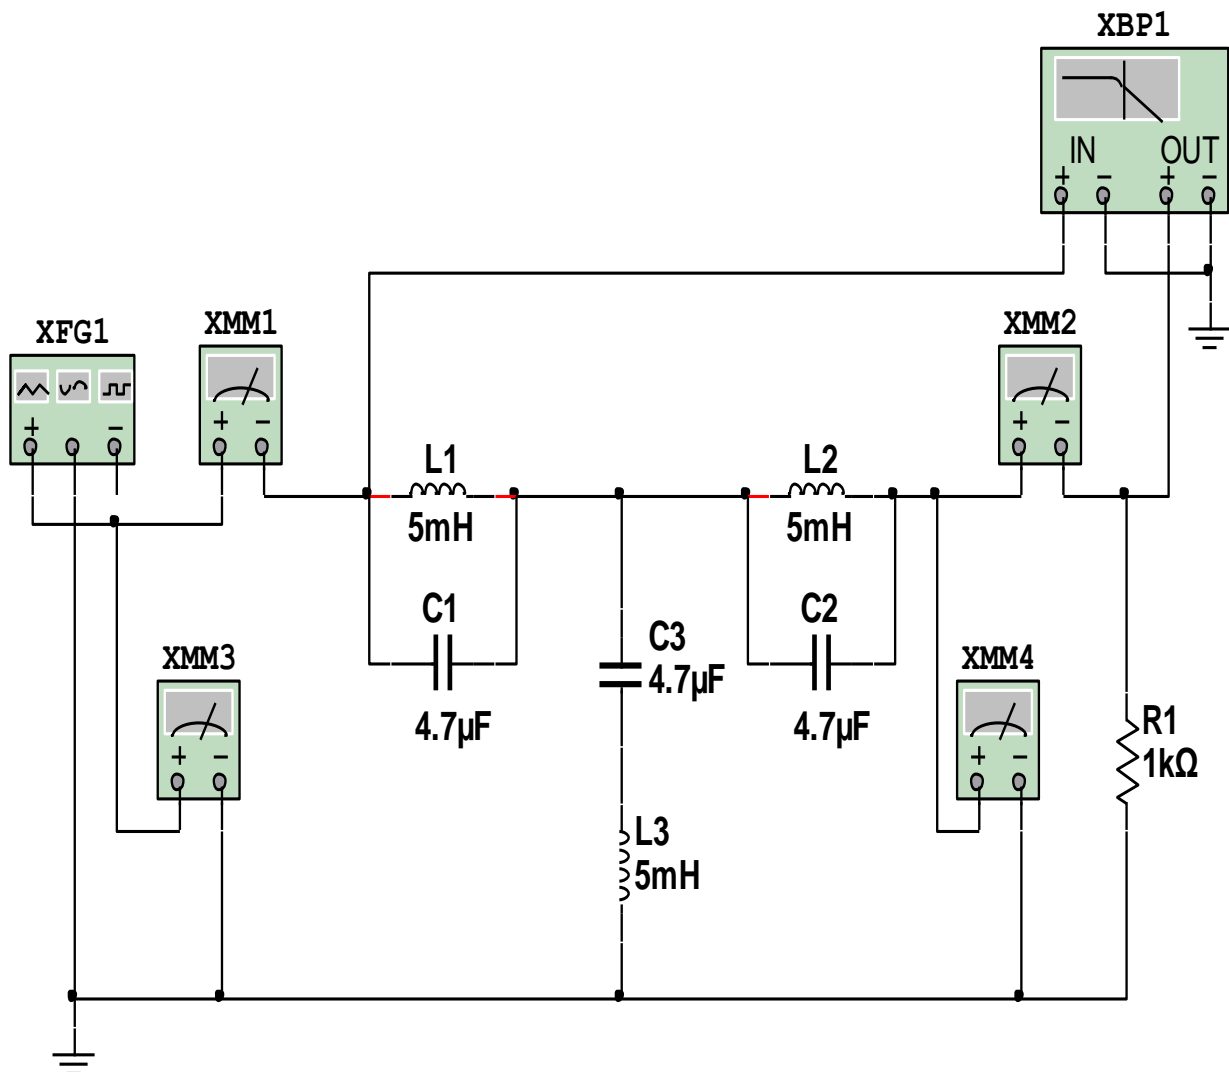 XBP1
IN OUT
+ − + −
XFG1
XMM1
XMM2
+ −
+ −
+ −
L1
5mH
L2
5mH
C1
4.7µF
C2
4.7µF
C3
4.7µF
XMM3
+ −
XMM4
+ −
R1
1kΩ
L3
5mH